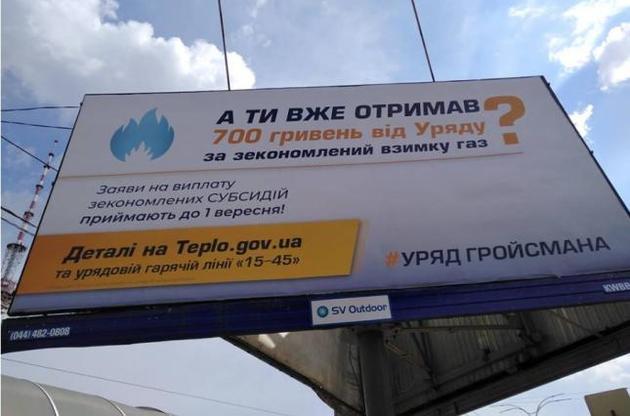 А ТИ ВЖЕ ОТРИМАВ
700 гривень від Уряду
за зекономлений взимку газ ?
Заяви на виплату
зекономлених СУБСИДІЙ
приймають до 1 вересня!
Деталі на Teplo.gov.ua
та урядовій гарячій лінії «15-45»
#УРЯД ГРОЙСМАНА
SV Outdoor
(044) 482-0808